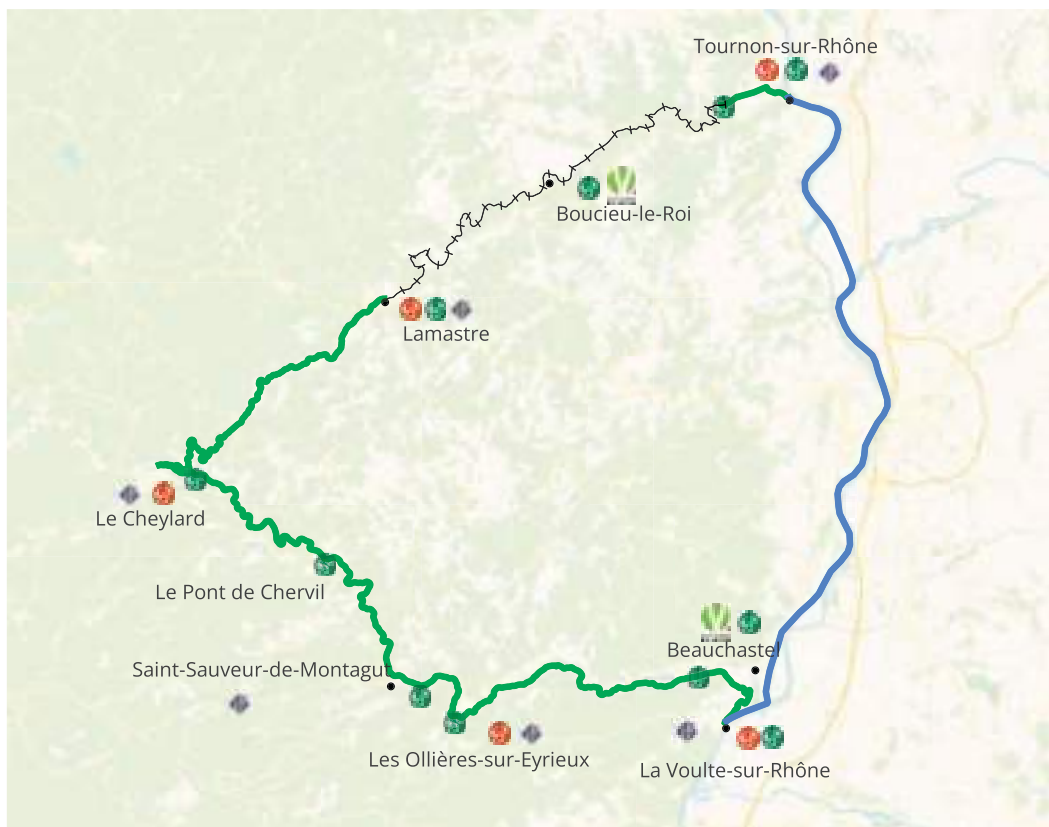 Tournon-sur-Rhône
Boucieu-le-Roi
Lamastre
Le Cheylard
Le Pont de Chervil
Beauchastel
Saint-Sauveur-de-Montagut
Les Ollières-sur-Eyrieux
La Voulte-sur-Rhône